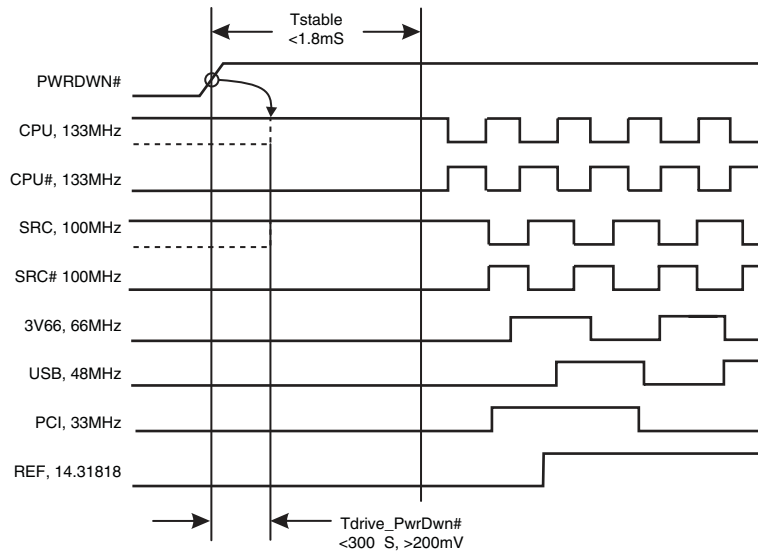 Tstable
<1.8mS
PWRDWN#
CPU, 133MHz
CPU#, 133MHz
SRC, 100MHz
SRC# 100MHz
3V66, 66MHz
USB, 48MHz
PCI, 33MHz
REF, 14.31818
Tdrive_PwrDwn#
<300 S, >200mV